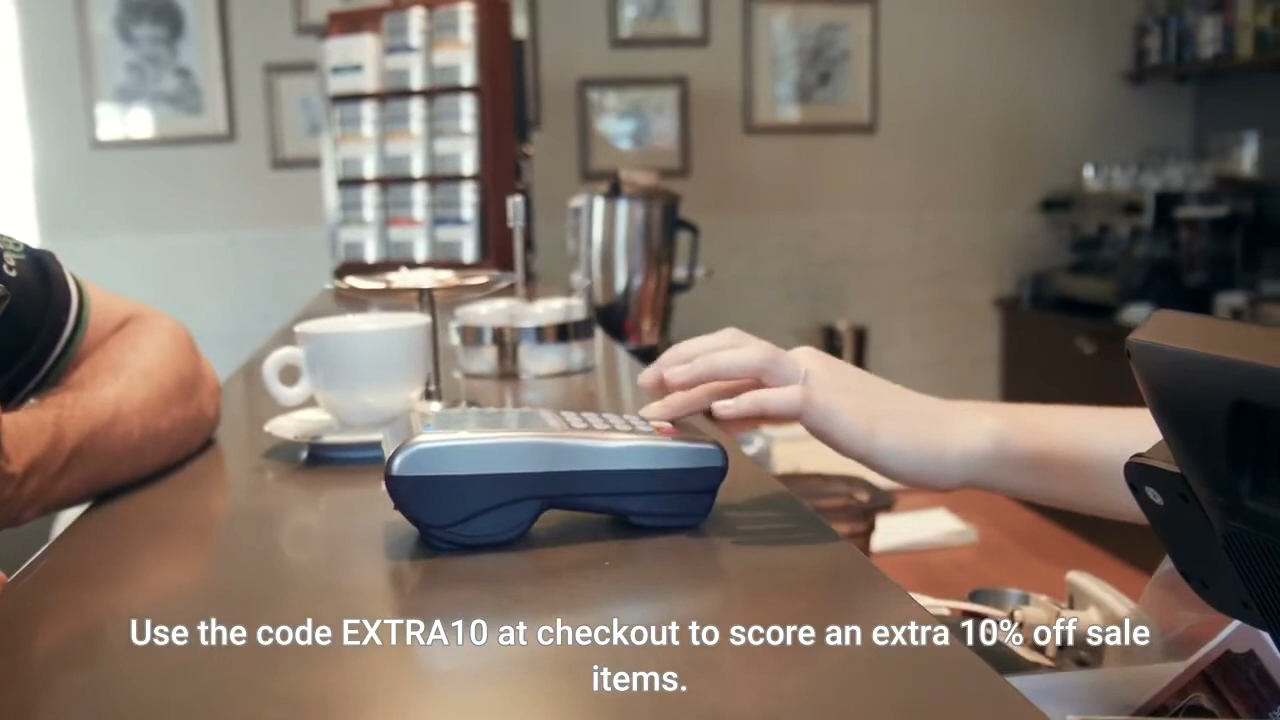 Use the code EXTRA10 at checkout to score an extra 10% off sale
items.